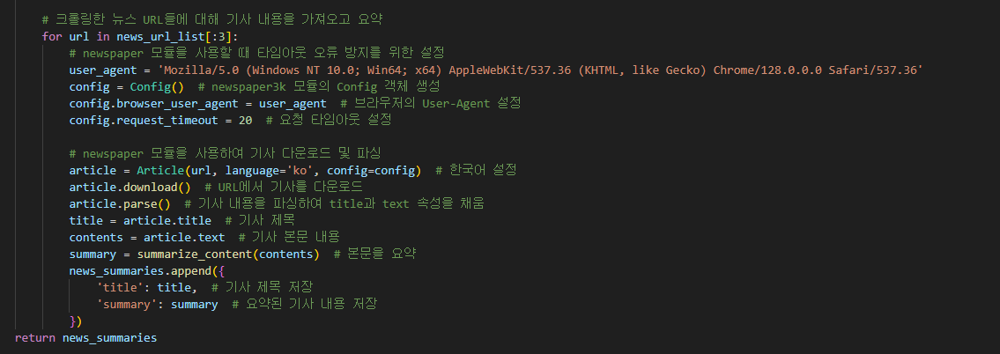 # 크롤링한 뉴스 URL들에 대해 기사 내용을 가져오고 요약
for url in news_url_list[:3]:
# newspaper 모듈을 사용할 때 타임아웃 오류 방지를 위한 설정
user_agent = 'Mozilla/5.0 (Windows NT 10.0; Win64; x64) AppleWebKit/537.36 (KHTML, like Gecko) Chrome/128.0.0.0 Safari/537.36'
config = Config()  # newspaper3k 모듈의 Config 객체 생성
config.browser_user_agent = user_agent  # 브라우저의 User-Agent 설정
config.request_timeout = 20  # 요청 타임아웃 설정
# newspaper 모듈을 사용하여 기사 다운로드 및 파싱
article = Article(url, language='ko', config=config)  # 한국어 설정
article.download()  # URL에서 기사를 다운로드
article.parse()  # 기사 내용을 파싱하여 title과 text 속성을 채움
title = article.title  # 기사 제목
contents = article.text  # 기사 본문 내용
summary = summarize_content(contents)  # 본문을 요약
news_summaries.append({
'title': title,  # 기사 제목 저장
'summary': summary  # 요약된 기사 내용 저장
})
return news_summaries